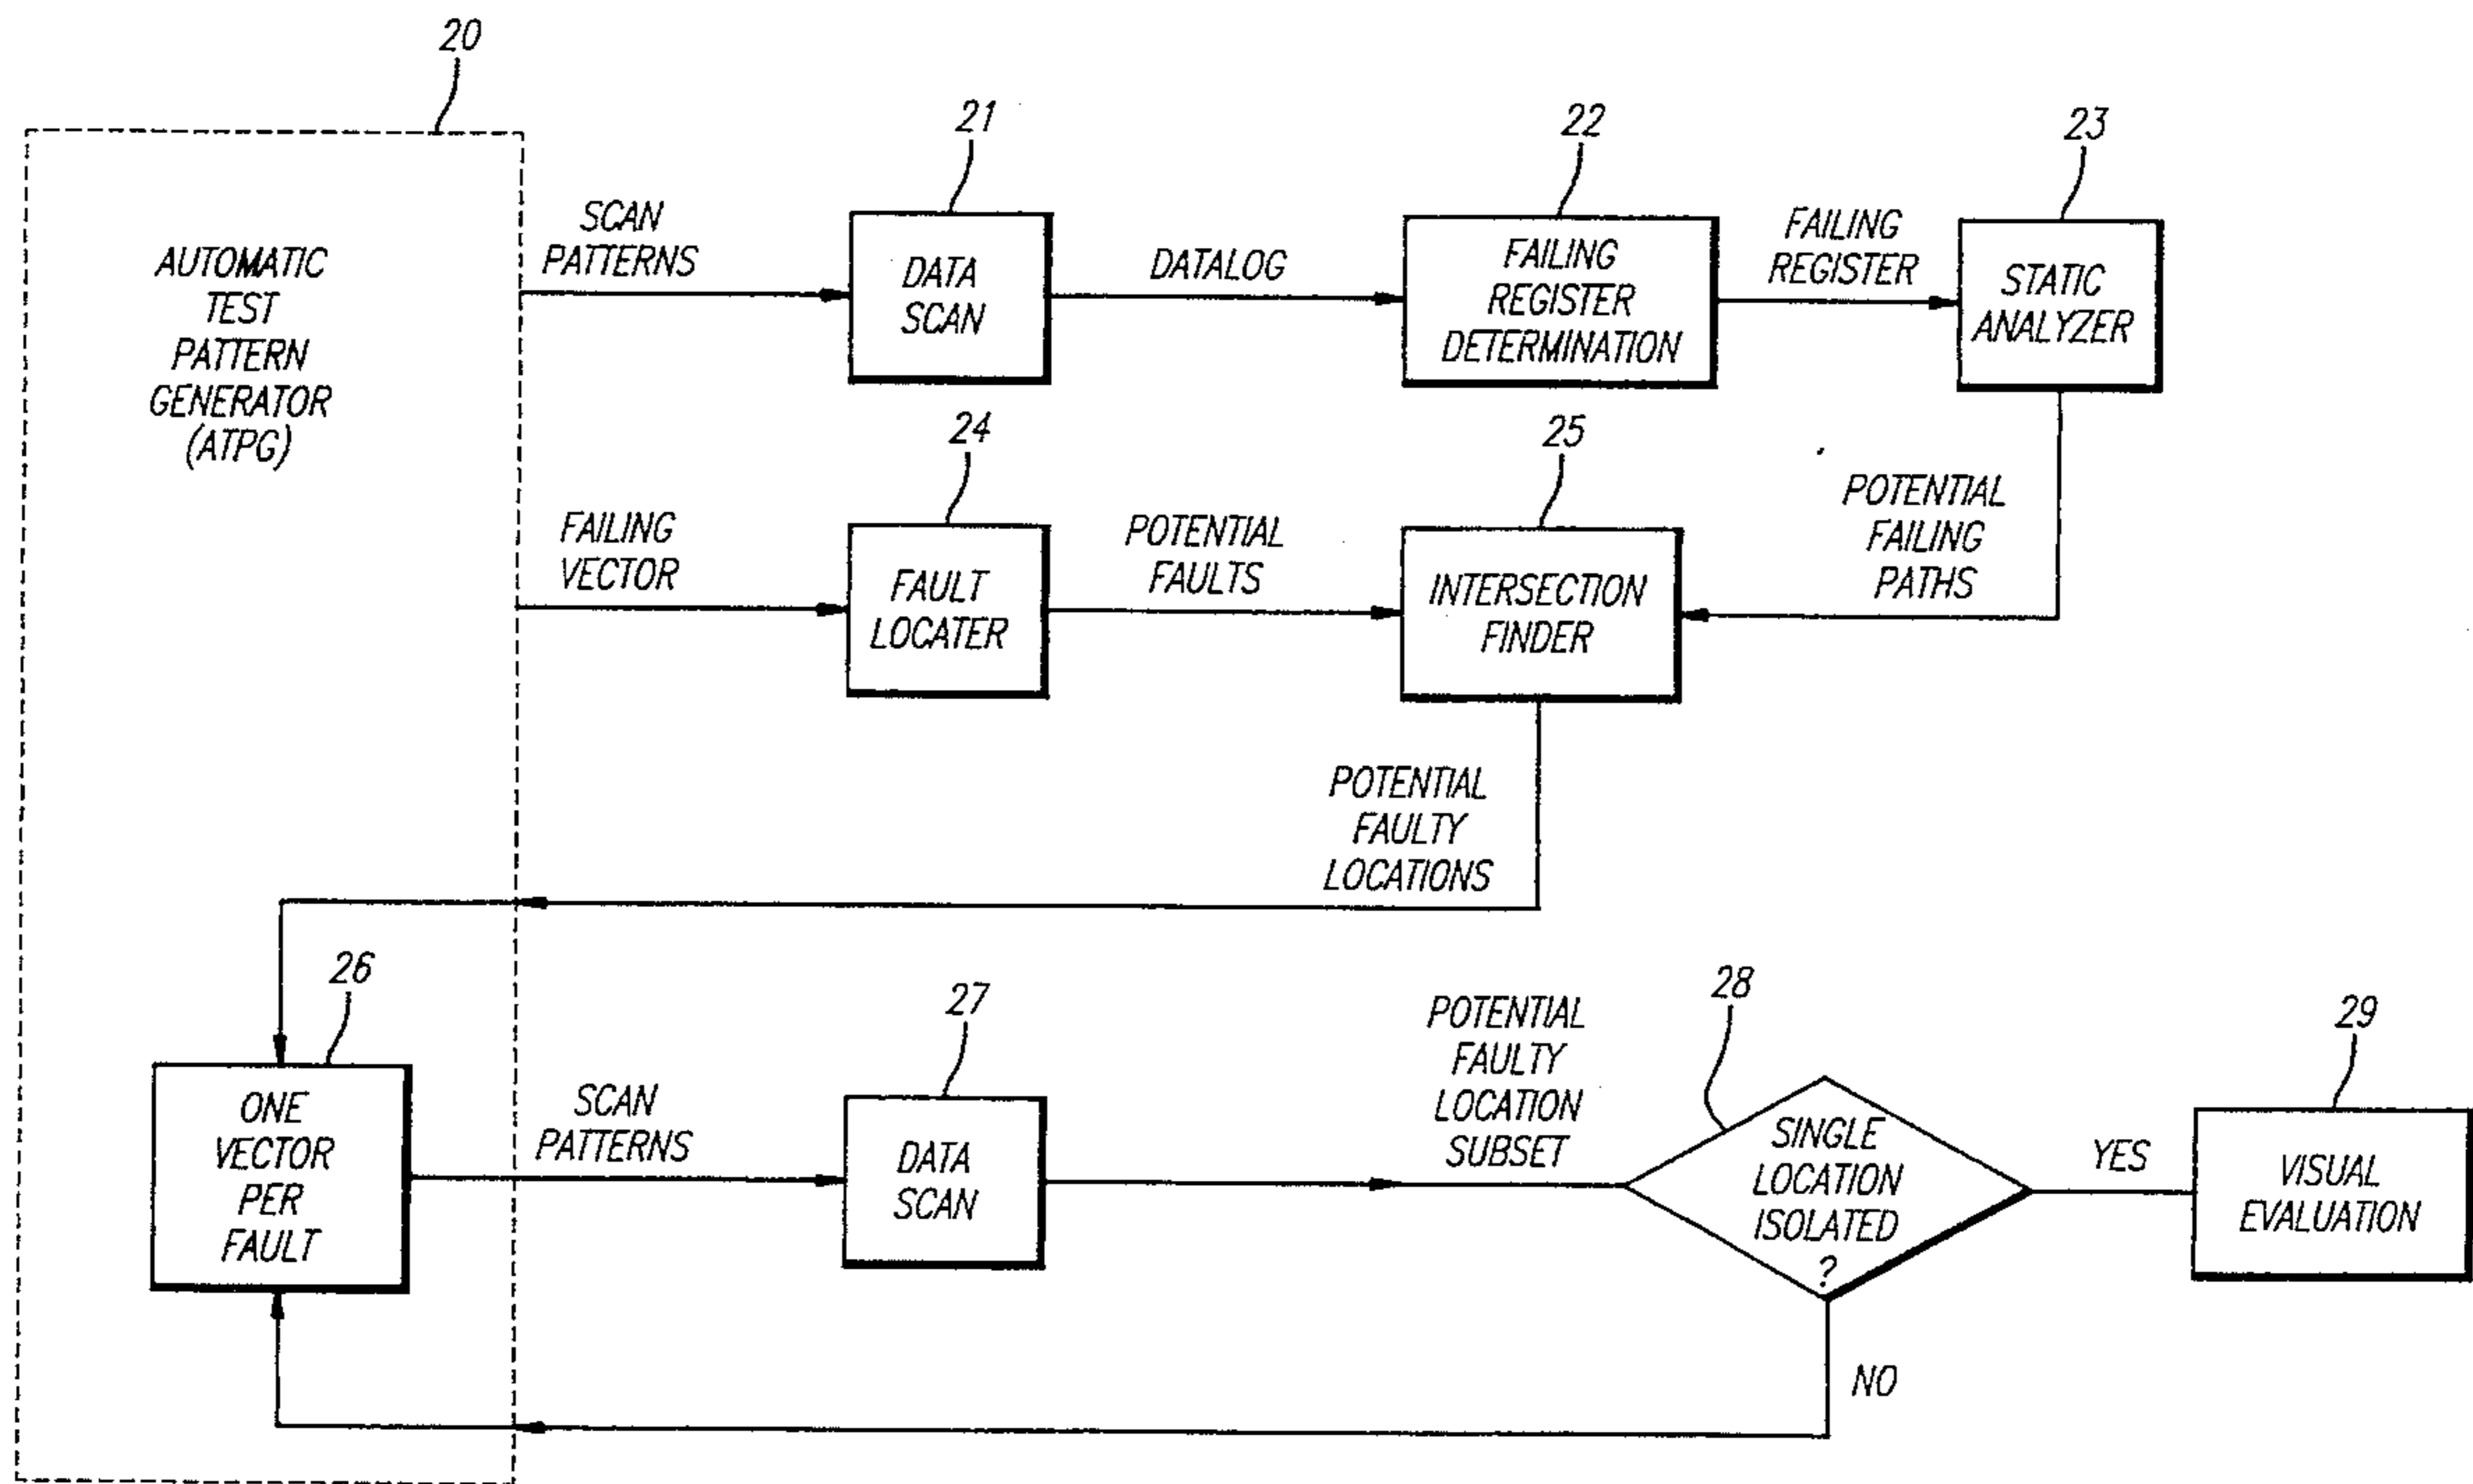 20
AUTOMATIC
TEST
PATTERN
GENERATOR
(ATPG)
SCAN
PATTERNS
21
DATA
SCAN
DATALOG
22
FAILING
REGISTER
DETERMINATION
FAILING
REGISTER
23
STATIC
ANALYZER
FAILING
VECTOR
24
FAULT
LOCATER
POTENTIAL
FAULTS
25
INTERSECTION
FINDER
POTENTIAL
FAILING
PATHS
POTENTIAL
FAULTY
LOCATIONS
26
ONE
VECTOR
PER
FAULT
SCAN
PATTERNS
27
DATA
SCAN
POTENTIAL
FAULTY
LOCATION
SUBSET
28
SINGLE
LOCATION
ISOLATED
?
YES
29
VISUAL
EVALUATION
NO